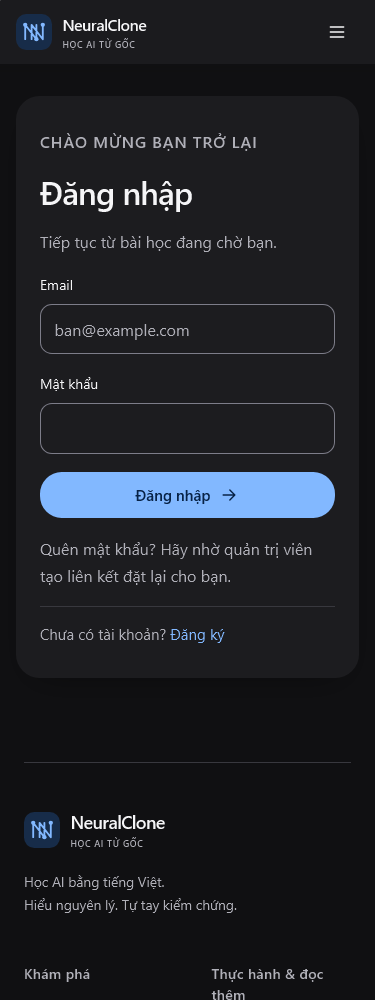 NeuralClone
HỌC AI TỪ GỐC
CHÀO MỪNG BẠN TRỞ LẠI
Đăng nhập
Tiếp tục từ bài học đang chờ bạn.
Email
ban@example.com
Mật khẩu
Đăng nhập →
Quên mật khẩu? Hãy nhờ quản trị viên
tạo liên kết đặt lại cho bạn.
Chưa có tài khoản? Đăng ký
NeuralClone
HỌC AI TỪ GỐC
Học AI bằng tiếng Việt.
Hiểu nguyên lý. Tự tay kiểm chứng.
Khám phá
Thực hành & đọc
thêm